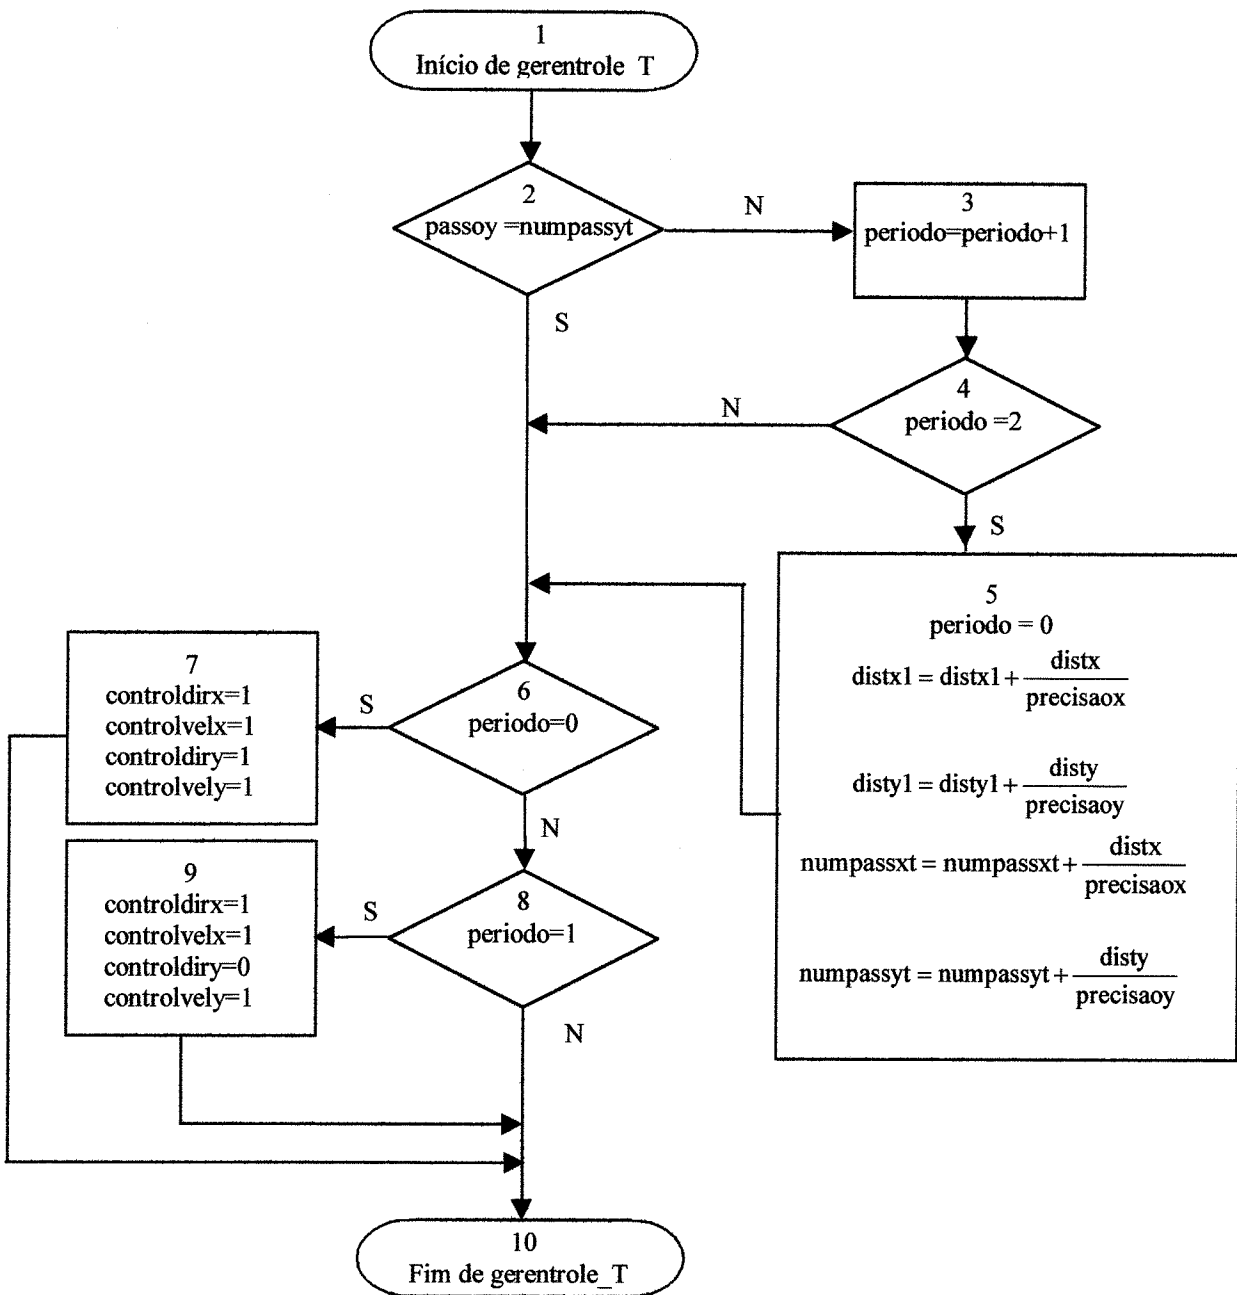 1
Início de gerentrole_T
2
passoy =numpassyt
N
S
3
periodo=periodo+1
4
periodo =2
N
S
5
periodo = 0
distx1 = distx1 + distx / precisaox
disty1 = disty1 + disty / precisaoy
numpassxt = numpassxt + distx / precisaox
numpassyt = numpassyt + disty / precisaoy
6
periodo=0
S
N
7
controldirx=1
controlvelx=1
controldiry=1
controlvely=1
8
periodo=1
S
N
9
controldirx=1
controlvelx=1
controldiry=0
controlvely=1
10
Fim de gerentrole_T